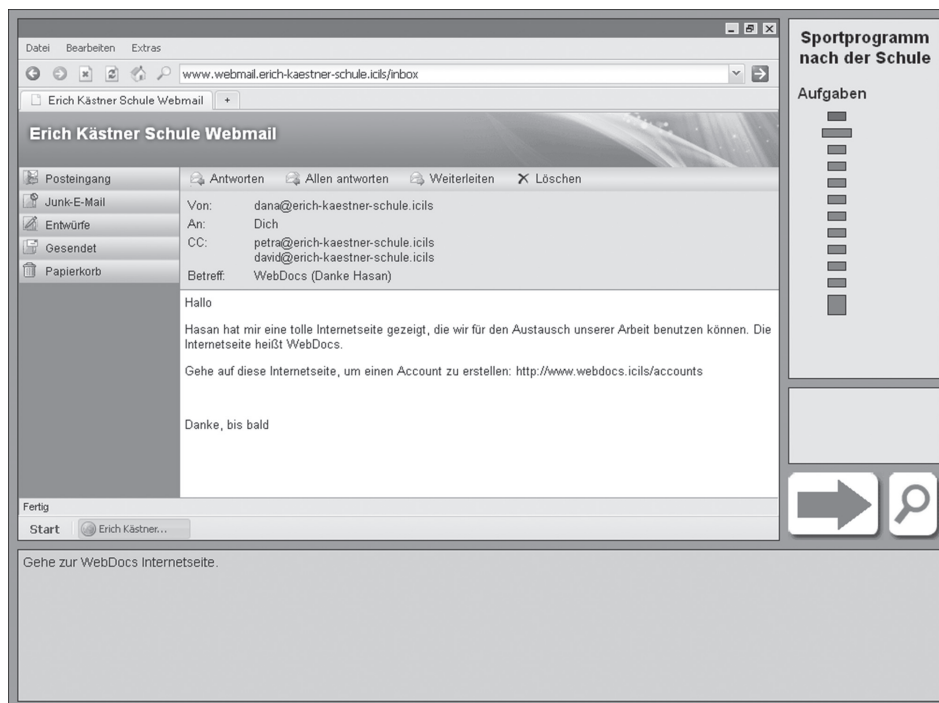 Datei Bearbeiten Extras
www.webmail.erich-kaestner-schule.icils/inbox
Erich Kästner Schule Webmail +
Erich Kästner Schule Webmail
Posteingang
Junk-E-Mail
Entwürfe
Gesendet
Papierkorb
Antworten Allen antworten Weiterleiten Löschen
Von: dana@erich-kaestner-schule.icils
An: Dich
CC: petra@erich-kaestner-schule.icils
david@erich-kaestner-schule.icils
Betreff: WebDocs (Danke Hasan)
Hallo
Hasan hat mir eine tolle Internetseite gezeigt, die wir für den Austausch unserer Arbeit benutzen können. Die
Internetseite heißt WebDocs.
Gehe auf diese Internetseite, um einen Account zu erstellen: http://www.webdocs.icils/accounts
Danke, bis bald
Fertig
Start Erich Kästner...
Sportprogramm
nach der Schule
Aufgaben
Gehe zur WebDocs Internetseite.